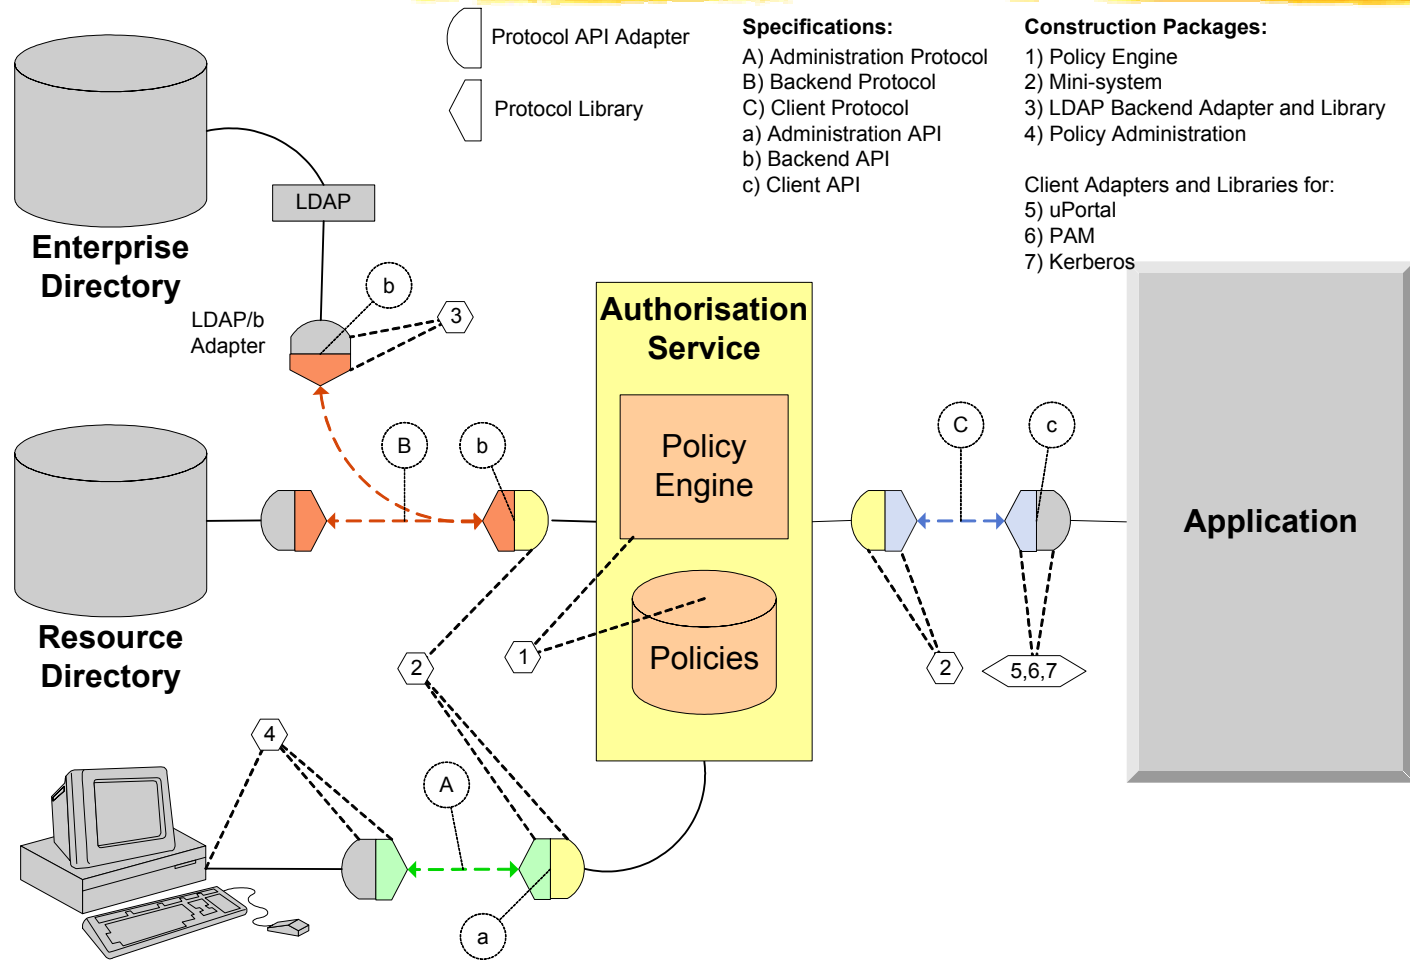 Protocol API Adapter
Protocol Library
Specifications:
A) Administration Protocol
B) Backend Protocol
C) Client Protocol
a) Administration API
b) Backend API
c) Client API
Construction Packages:
1) Policy Engine
2) Mini-system
3) LDAP Backend Adapter and Library
4) Policy Administration
Client Adapters and Libraries for:
5) uPortal
6) PAM
7) Kerberos
Enterprise
Directory
LDAP
b
3
LDAP/b
Adapter
Authorisation
Service
Policy
Engine
Policies
B
b
C
c
Application
Resource
Directory
2
1
2
5,6,7
4
A
a